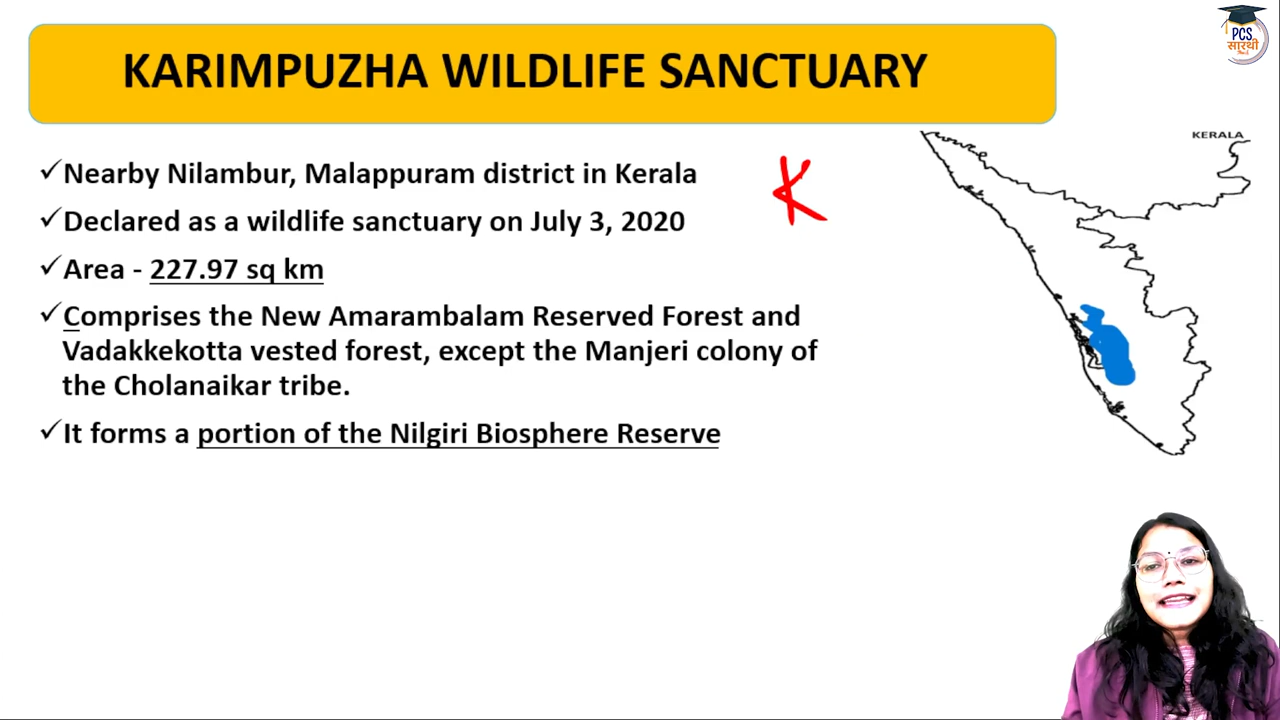 PCS
सारथी
KARIMPUZHA WILDLIFE SANCTUARY
KERALA
✓Nearby Nilambur, Malappuram district in Kerala
K
✓Declared as a wildlife sanctuary on July 3, 2020
✓Area - 227.97 sq km
✓Comprises the New Amarambalam Reserved Forest and
Vadakkekotta vested forest, except the Manjeri colony of
the Cholanaikar tribe.
✓It forms a portion of the Nilgiri Biosphere Reserve